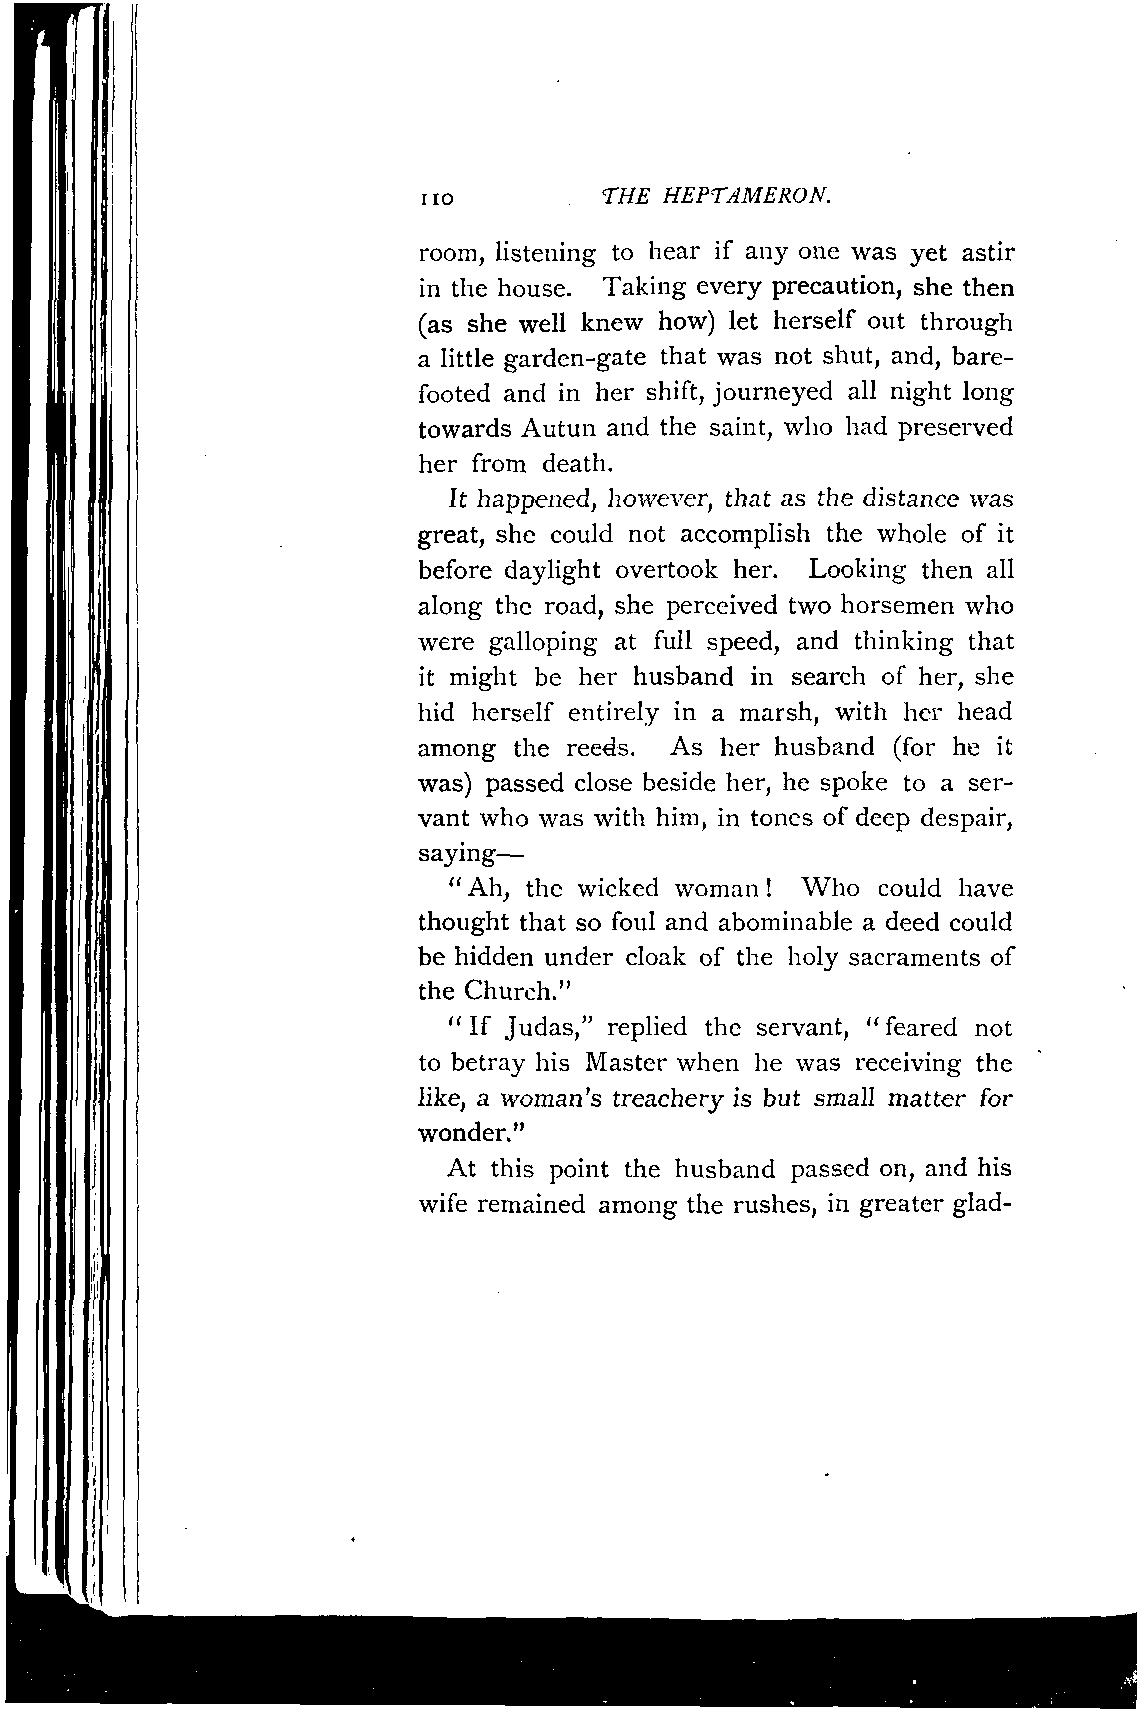 110 THE HEPTAMERON.
room, listening to hear if any one was yet astir
in the house. Taking every precaution, she then
(as she well knew how) let herself out through
a little garden-gate that was not shut, and, bare-
footed and in her shift, journeyed all night long
towards Autun and the saint, who had preserved
her from death.
It happened, however, that as the distance was
great, she could not accomplish the whole of it
before daylight overtook her. Looking then all
along the road, she perceived two horsemen who
were galloping at full speed, and thinking that
it might be her husband in search of her, she
hid herself entirely in a marsh, with her head
among the reeds. As her husband (for he it
was) passed close beside her, he spoke to a ser-
vant who was with him, in tones of deep despair,
saying—
"Ah, the wicked woman! Who could have
thought that so foul and abominable a deed could
be hidden under cloak of the holy sacraments of
the Church."
"If Judas," replied the servant, "feared not
to betray his Master when he was receiving the
like, a woman's treachery is but small matter for
wonder."
At this point the husband passed on, and his
wife remained among the rushes, in greater glad-